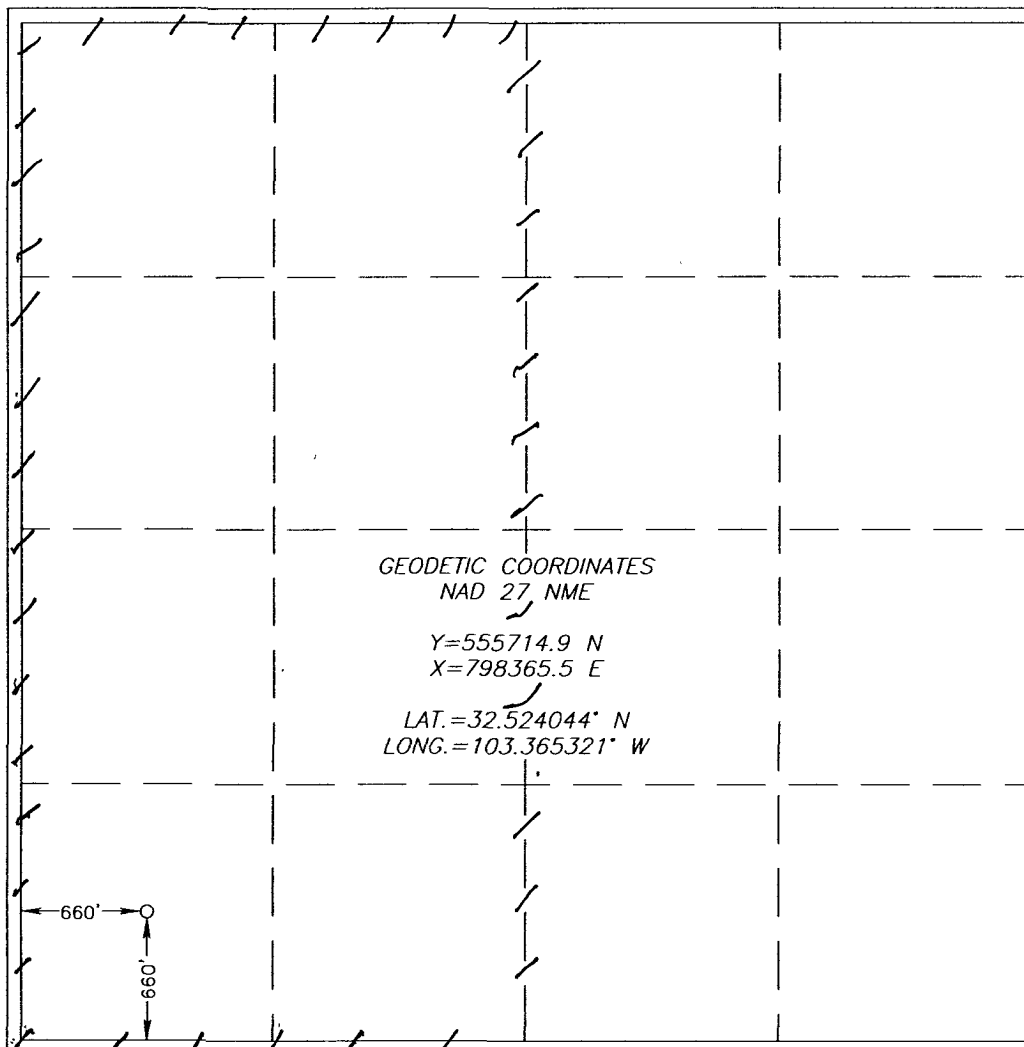 GEODETIC COORDINATES
NAD 27 NME
Y=555714.9 N
X=798365.5 E
LAT.=32.524044° N
LONG.=103.365321° W
660'
660'